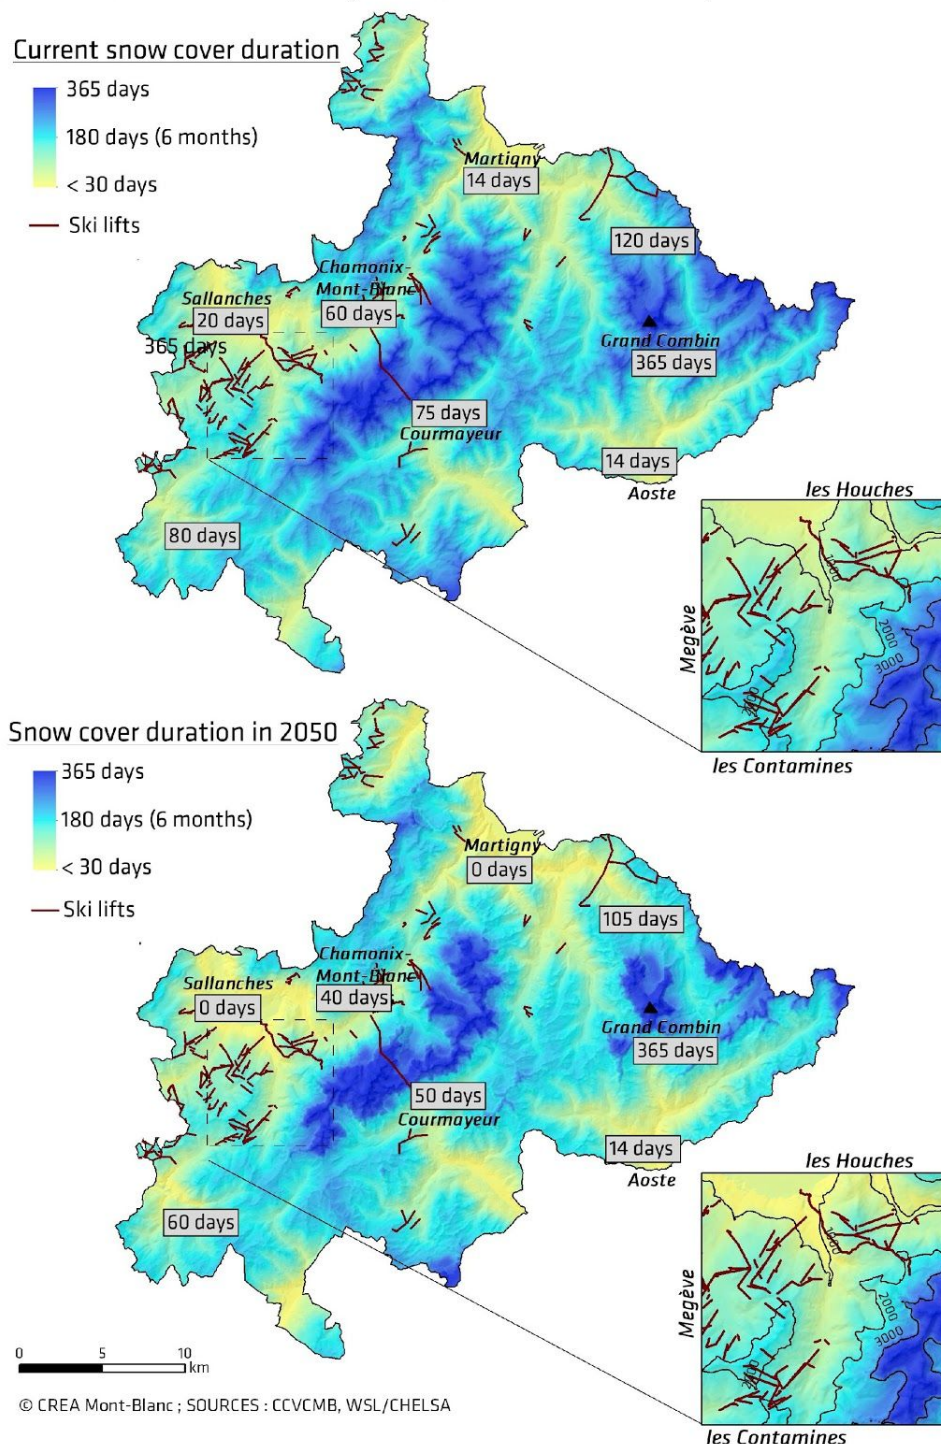 Current snow cover duration
365 days
180 days (6 months)
< 30 days
Ski lifts
Martigny
14 days
120 days
Chamonix-
Mont-Blanc
60 days
Sallanches
20 days
365 days
Grand Combin
365 days
75 days
Courmayeur
14 days
Aoste
80 days
les Houches
Megève
1000
2000
3000
les Contamines
Snow cover duration in 2050
365 days
180 days (6 months)
< 30 days
Ski lifts
Martigny
0 days
105 days
Chamonix-
Mont-Blanc
40 days
Sallanches
0 days
Grand Combin
365 days
50 days
Courmayeur
14 days
Aoste
60 days
les Houches
Megève
1000
2000
3000
les Contamines
0 5 10
km
© CREA Mont-Blanc ; SOURCES : CCVCMB, WSL/CHELSA